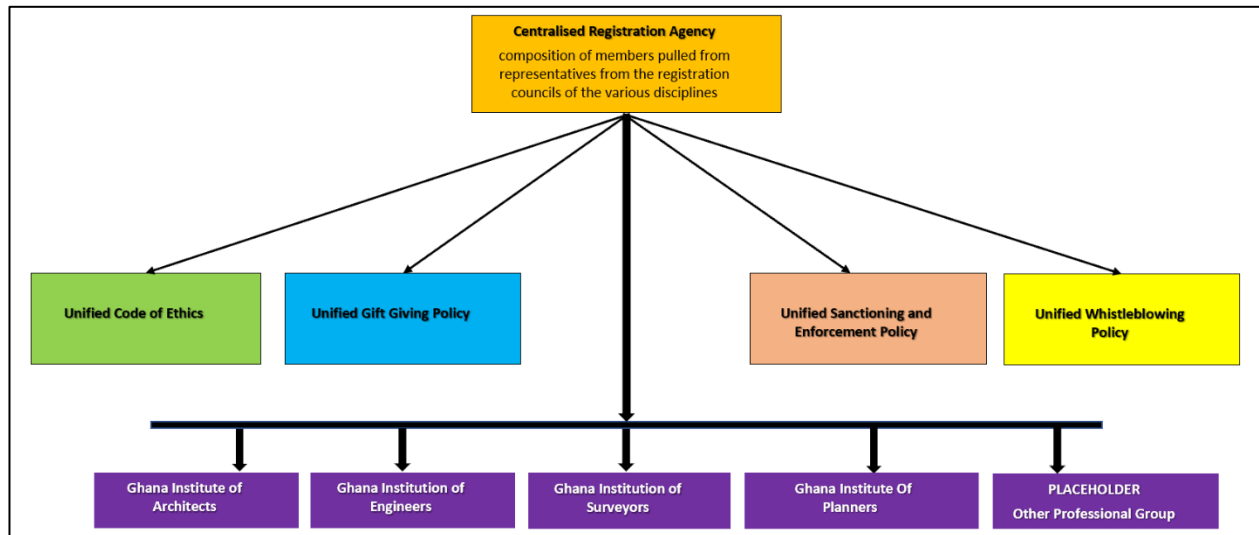 Centralised Registration Agency
composition of members pulled from
representatives from the registration
councils of the various disciplines
Unified Code of Ethics
Unified Gift Giving Policy
Unified Sanctioning and
Enforcement Policy
Unified Whistleblowing
Policy
Ghana Institute of
Architects
Ghana Institution of
Engineers
Ghana Institution of
Surveyors
Ghana Institute Of
Planners
PLACEHOLDER
Other Professional Group